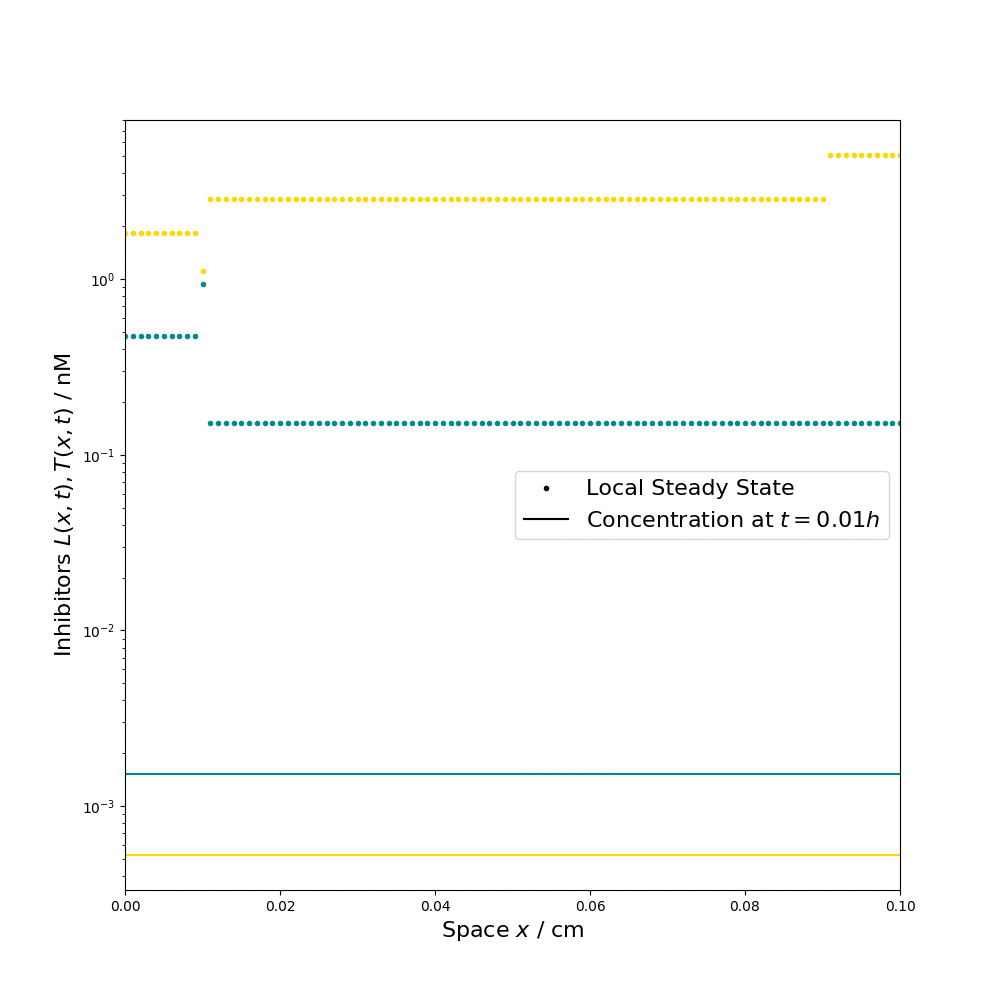 10⁰
10⁻¹
10⁻²
10⁻³
Inhibitors L(x, t), T(x, t) / nM
Local Steady State
Concentration at t = 0.01h
0.00 0.02 0.04 0.06 0.08 0.10
Space x / cm